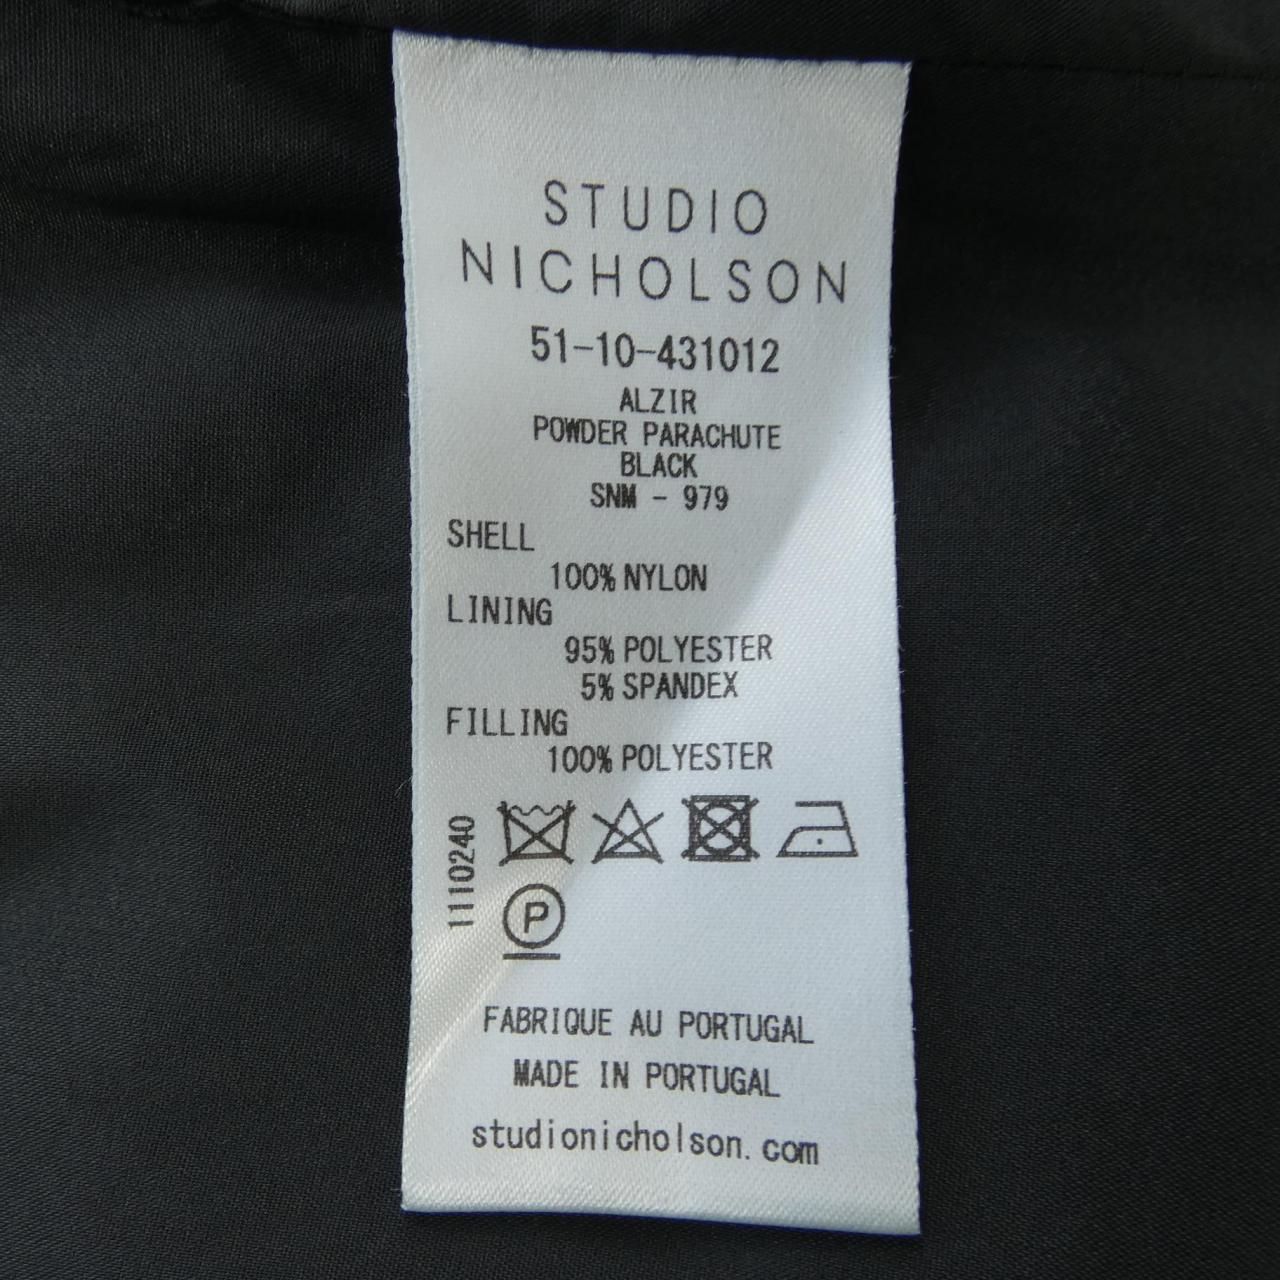 STUDIO
NICHOLSON
51-10-431012
ALZIR
POWDER PARACHUTE
BLACK
SNM - 979
SHELL
100% NYLON
LINING
95% POLYESTER
5% SPANDEX
FILLING
100% POLYESTER
1110240
P
FABRIQUE AU PORTUGAL
MADE IN PORTUGAL
studionicholson.com